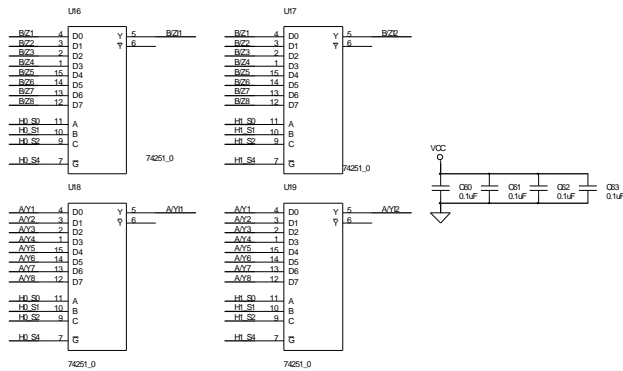 U16
B/Z1 4 D0 Y 5 B/ZI1
B/Z2 3 D1 Y 6
B/Z3 2 D2
B/Z4 1 D3
B/Z5 15 D4
B/Z6 14 D5
B/Z7 13 D6
B/Z8 12 D7
H0_S0 11 A
H0_S1 10 B
H0_S2 9 C
H0_S4 7 G
74251_0
U17
B/Z1 4 D0 Y 5 B/ZI2
B/Z2 3 D1 Y 6
B/Z3 2 D2
B/Z4 1 D3
B/Z5 15 D4
B/Z6 14 D5
B/Z7 13 D6
B/Z8 12 D7
H1_S0 11 A
H1_S1 10 B
H1_S2 9 C
H1_S4 7 G
74251_0
VCC
C60 C61 C62 C63
0.1uF 0.1uF 0.1uF 0.1uF
U18
A/Y1 4 D0 Y 5 A/YI1
A/Y2 3 D1 Y 6
A/Y3 2 D2
A/Y4 1 D3
A/Y5 15 D4
A/Y6 14 D5
A/Y7 13 D6
A/Y8 12 D7
H0_S0 11 A
H0_S1 10 B
H0_S2 9 C
H0_S4 7 G
74251_0
U19
A/Y1 4 D0 Y 5 A/YI2
A/Y2 3 D1 Y 6
A/Y3 2 D2
A/Y4 1 D3
A/Y5 15 D4
A/Y6 14 D5
A/Y7 13 D6
A/Y8 12 D7
H1_S0 11 A
H1_S1 10 B
H1_S2 9 C
H1_S4 7 G
74251_0